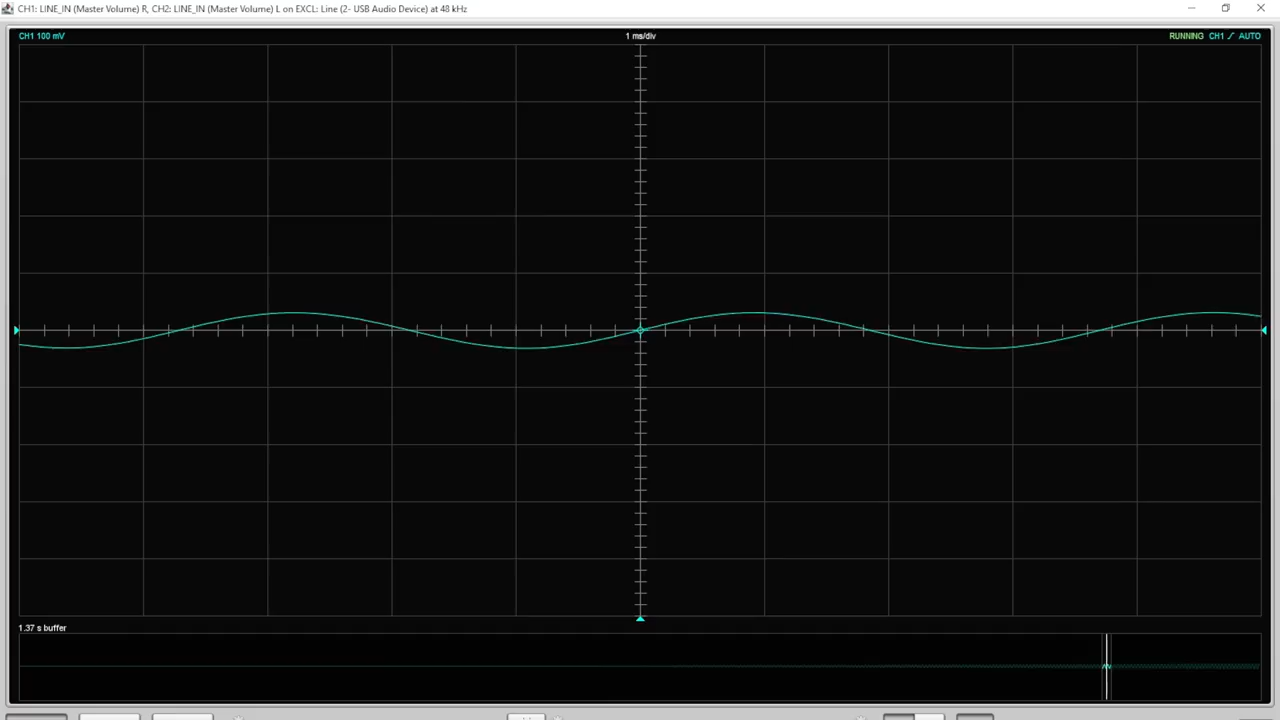 CH1: LINE_IN (Master Volume) R, CH2: LINE_IN (Master Volume) L on EXCL: Line (2- USB Audio Device) at 48 kHz
CH1 100 mV
1 ms/div
RUNNING CH1 AUTO
1.37 s buffer